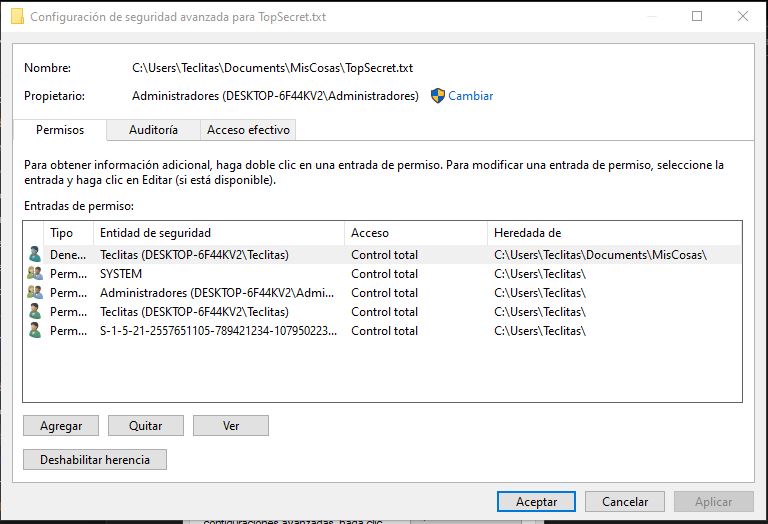 Configuración de seguridad avanzada para TopSecret.txt
Nombre: C:\Users\Teclitas\Documents\MisCosas\TopSecret.txt
Propietario: Administradores (DESKTOP-6F44KV2\Administradores) Cambiar
Permisos Auditoría Acceso efectivo
Para obtener información adicional, haga doble clic en una entrada de permiso. Para modificar una entrada de permiso, seleccione la
entrada y haga clic en Editar (si está disponible).
Entradas de permiso:
Tipo Entidad de seguridad Acceso Heredada de
Dene... Teclitas (DESKTOP-6F44KV2\Teclitas) Control total C:\Users\Teclitas\Documents\MisCosas\
Perm... SYSTEM Control total C:\Users\Teclitas\
Perm... Administradores (DESKTOP-6F44KV2\Admi... Control total C:\Users\Teclitas\
Perm... Teclitas (DESKTOP-6F44KV2\Teclitas) Control total C:\Users\Teclitas\
Perm... S-1-5-21-2557651105-789421234-107950223... Control total C:\Users\Teclitas\
Agregar Quitar Ver
Deshabilitar herencia
Aceptar Cancelar Aplicar
configuraciones avanzadas, haga clic